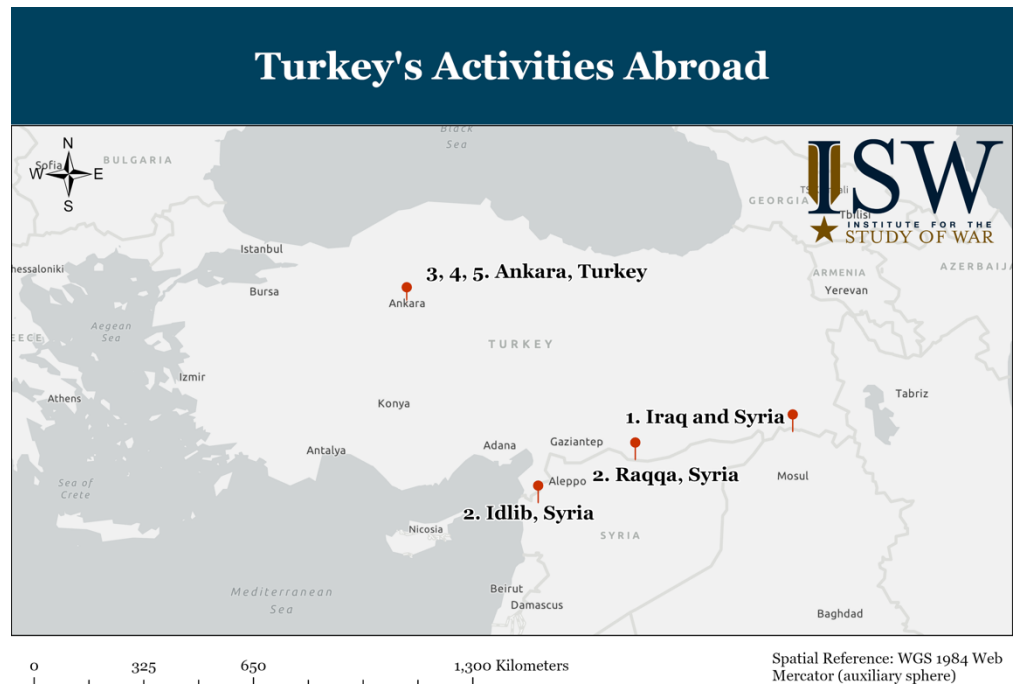 Turkey's Activities Abroad
Black
Sea
N
W
E
S
Sofia
BULGARIA
ISW
INSTITUTE FOR THE
STUDY OF WAR
GEORGIA
Tbilisi
hessaloniki
Istanbul
Bursa
3, 4, 5. Ankara, Turkey
Ankara
ARMENIA
Yerevan
AZERBAIJA
Aegean
Sea
EECE
TURKEY
Izmir
Athens
Konya
Tabriz
1. Iraq and Syria
Antalya
Adana
Gaziantep
2. Raqqa, Syria
Mosul
Aleppo
Sea of
Crete
2. Idlib, Syria
Nicosia
SYRIA
Mediterranean
Sea
Beirut
Damascus
Baghdad
0
325
650
1,300 Kilometers
Spatial Reference: WGS 1984 Web
Mercator (auxiliary sphere)